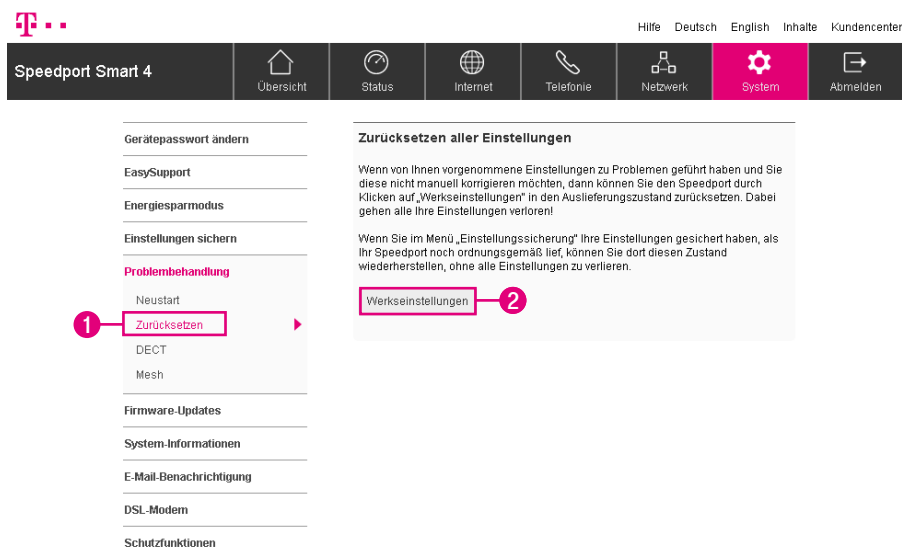 T
Hilfe Deutsch English Inhalte Kundencenter
Speedport Smart 4
Übersicht
Status
Internet
Telefonie
Netzwerk
System
Abmelden
Gerätepasswort ändern
EasySupport
Energiesparmodus
Einstellungen sichern
Problembehandlung
Neustart
1
Zurücksetzen
DECT
Mesh
Firmware-Updates
System-Informationen
E-Mail-Benachrichtigung
DSL-Modem
Schutzfunktionen
Zurücksetzen aller Einstellungen
Wenn von Ihnen vorgenommene Einstellungen zu Problemen geführt haben und Sie
diese nicht manuell korrigieren möchten, dann können Sie den Speedport durch
Klicken auf „Werkseinstellungen" in den Auslieferungszustand zurücksetzen. Dabei
gehen alle Ihre Einstellungen verloren!
Wenn Sie im Menü „Einstellungssicherung" Ihre Einstellungen gesichert haben, als
Ihr Speedport noch ordnungsgemäß lief, können Sie dort diesen Zustand
wiederherstellen, ohne alle Einstellungen zu verlieren.
Werkseinstellungen
2